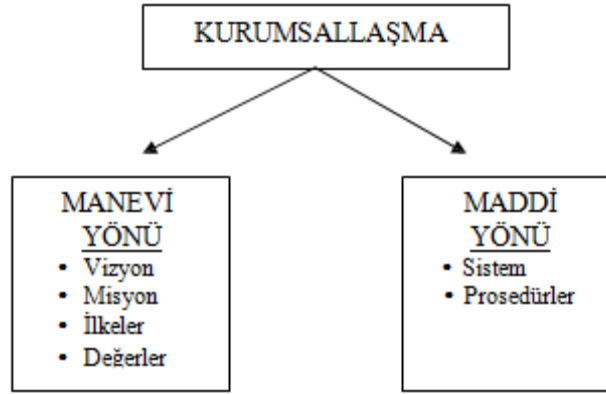 KURUMSALLAŞMA
MANEVİ
YÖNÜ
• Vizyon
• Misyon
• İlkeler
• Değerler
MADDİ
YÖNÜ
• Sistem
• Prosedürler